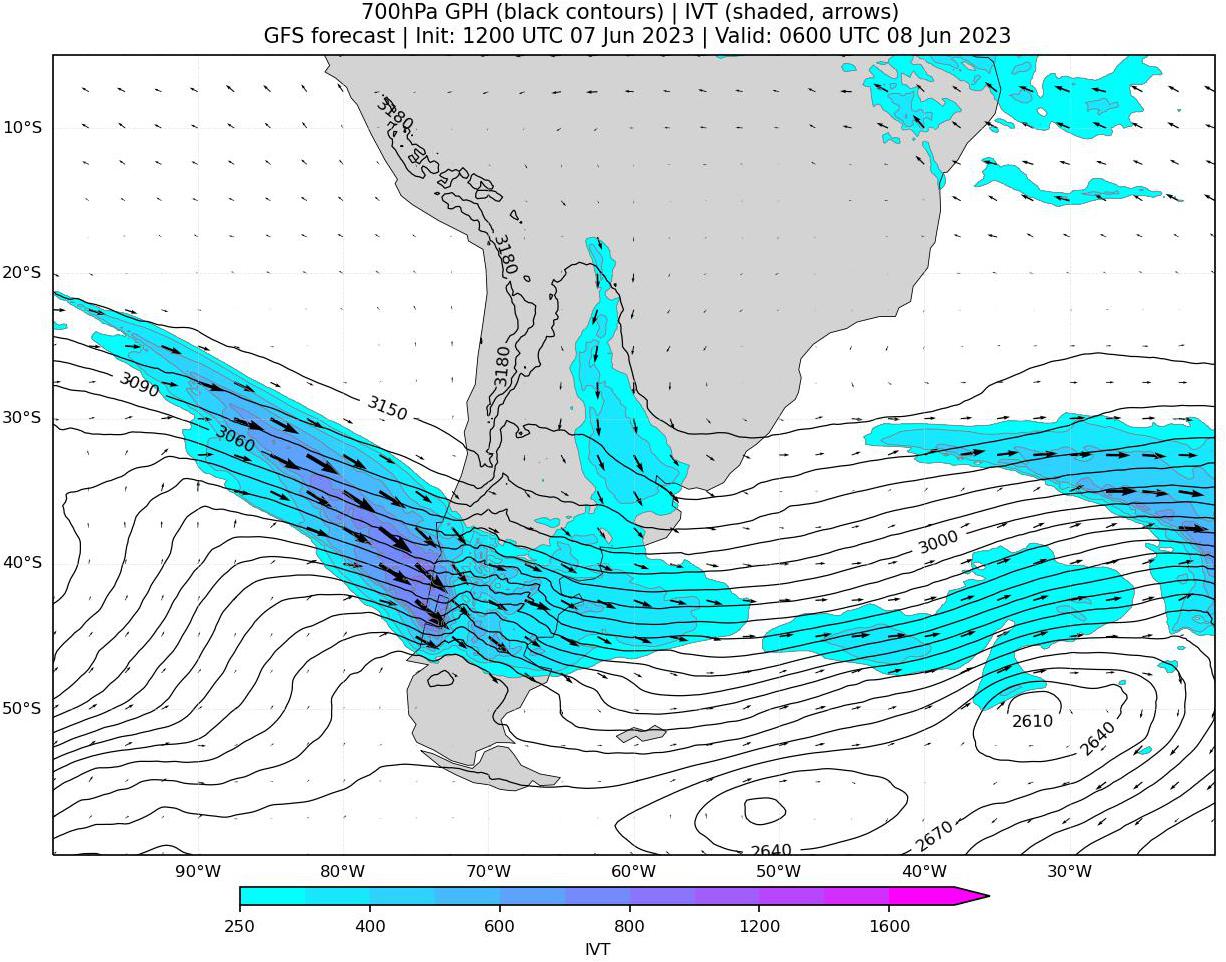 700hPa GPH (black contours) | IVT (shaded, arrows)
GFS forecast | Init: 1200 UTC 07 Jun 2023 | Valid: 0600 UTC 08 Jun 2023
3180
10°S
3180
20°S
3180
3090
3150
30°S
3060
3000
40°S
50°S
2610
2640
2670
2640
90°W 80°W 70°W 60°W 50°W 40°W 30°W
250 400 600 800 1200 1600
IVT